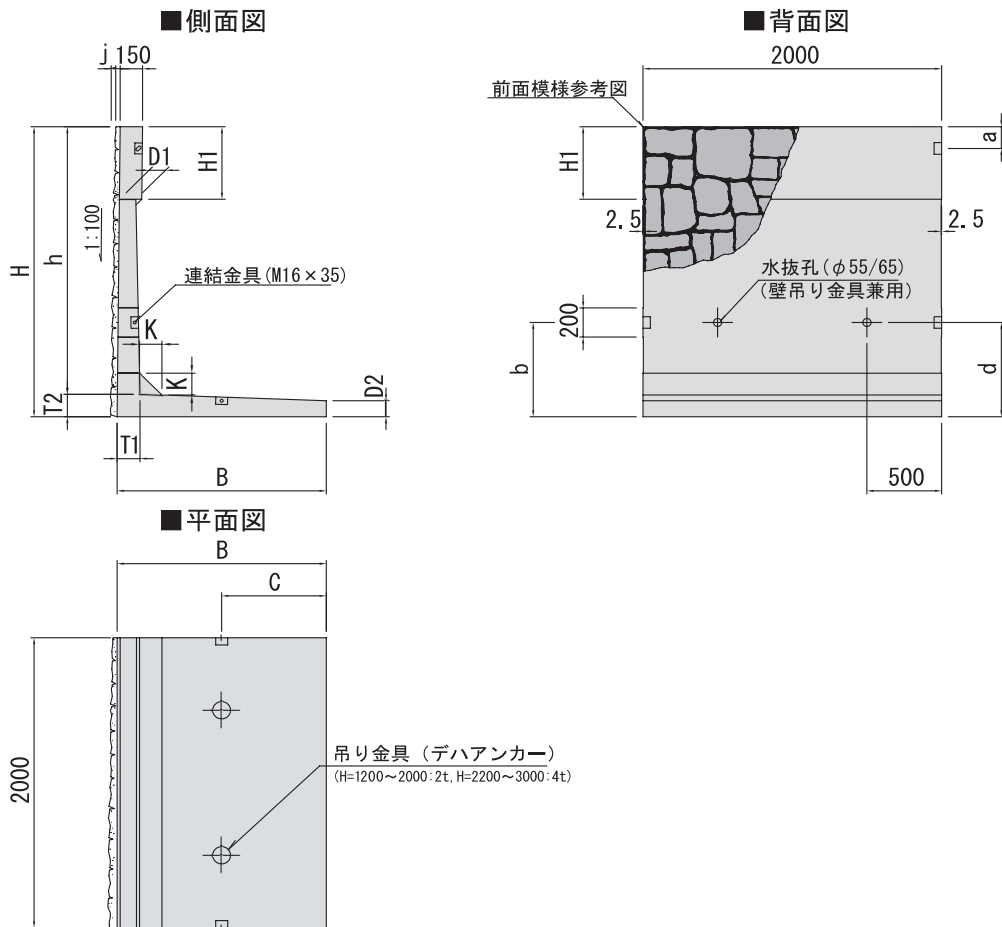 ■側面図
j 150
D1
H1
1:100
H
h
連結金具(M16×35)
K
K
T2
D2
T1
B
■背面図
2000
前面模様参考図
a
H1
2.5
2.5
水抜孔(φ55/65)
(壁吊り金具兼用)
200
b
d
500
■平面図
B
C
2000
吊り金具 (デハアンカー)
(H=1200~2000:2t, H=2200~3000:4t)